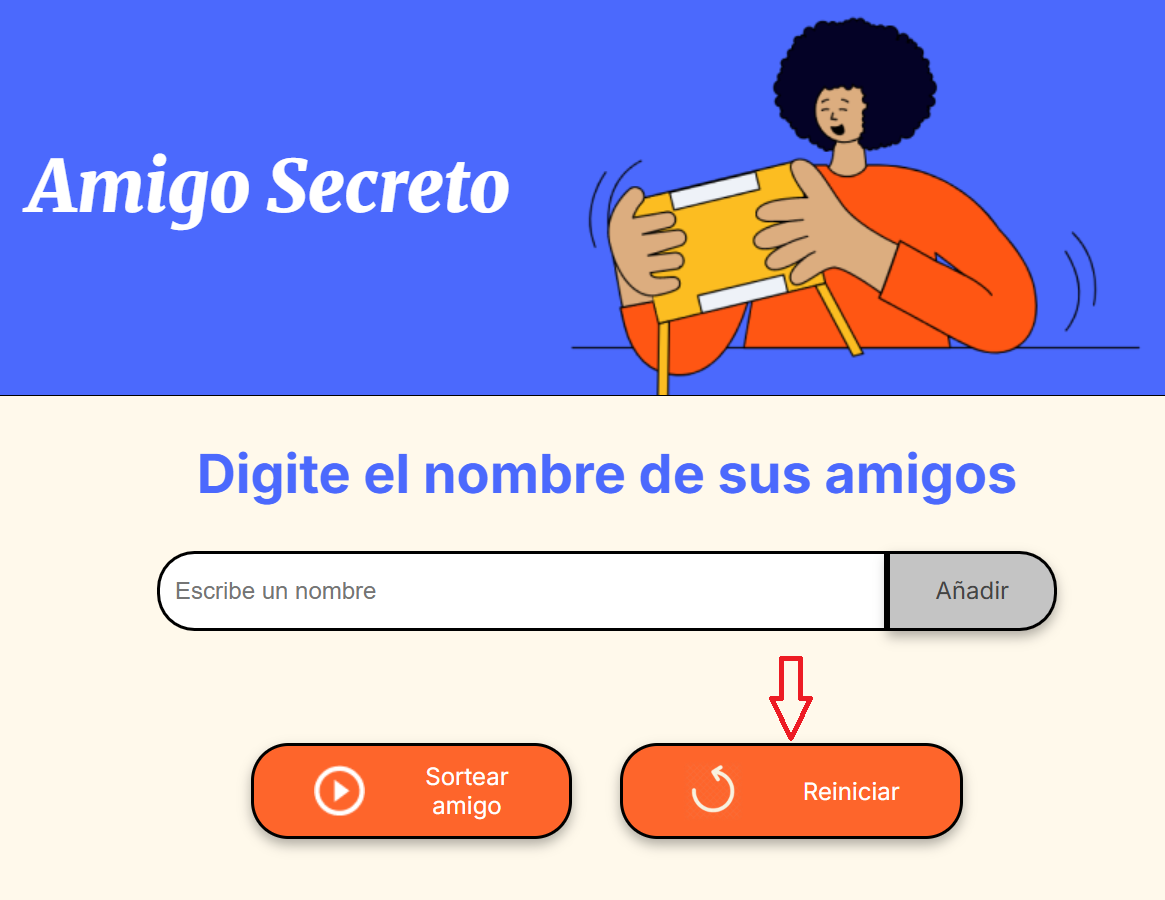 Amigo Secreto
Digite el nombre de sus amigos
Escribe un nombre
Añadir
Sortear
amigo
Reiniciar